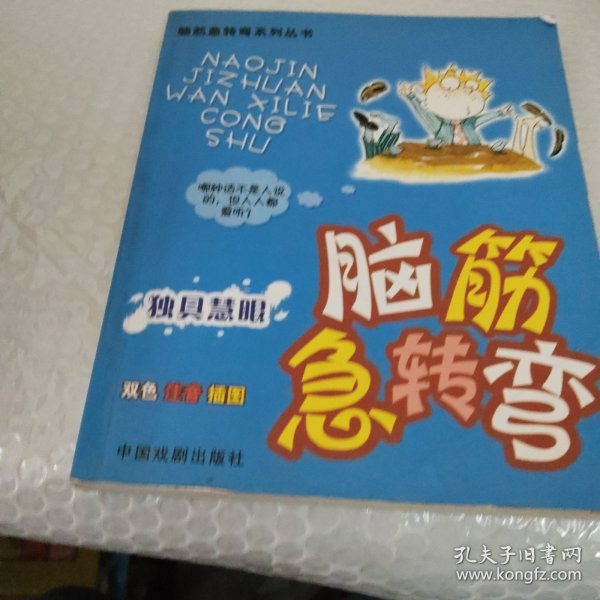 脑筋急转弯系列丛书
NAOJIN
JIZHUAN
WAN XILIE
CONG
SHU
哪种话不是人说
的，但人人都
爱听？
独具慧眼
脑筋
急转弯
双色 注音 插图
中国戏剧出版社
孔夫子旧书网
www.kongfz.com